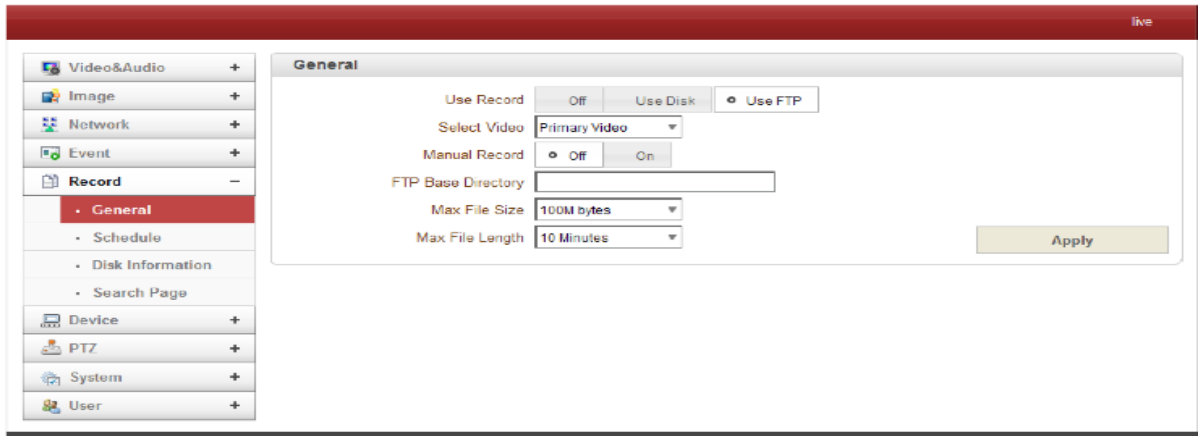 live
Video&Audio +
Image +
Network +
Event +
Record −
• General
• Schedule
• Disk Information
• Search Page
Device +
PTZ +
System +
User +
General
Use Record Off Use Disk Use FTP
Select Video Primary Video
Manual Record Off On
FTP Base Directory
Max File Size 100M bytes
Max File Length 10 Minutes
Apply